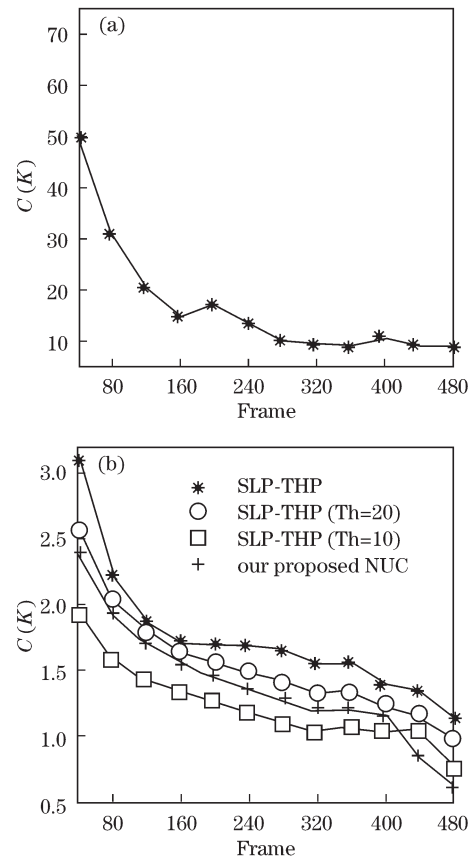 (a)
70
60
50
40
30
20
10
C (K)
80 160 240 320 400 480
Frame
(b)
3.0
2.5
2.0
1.5
1.0
0.5
C (K)
SLP-THP
SLP-THP (Th=20)
SLP-THP (Th=10)
our proposed NUC
80 160 240 320 400 480
Frame